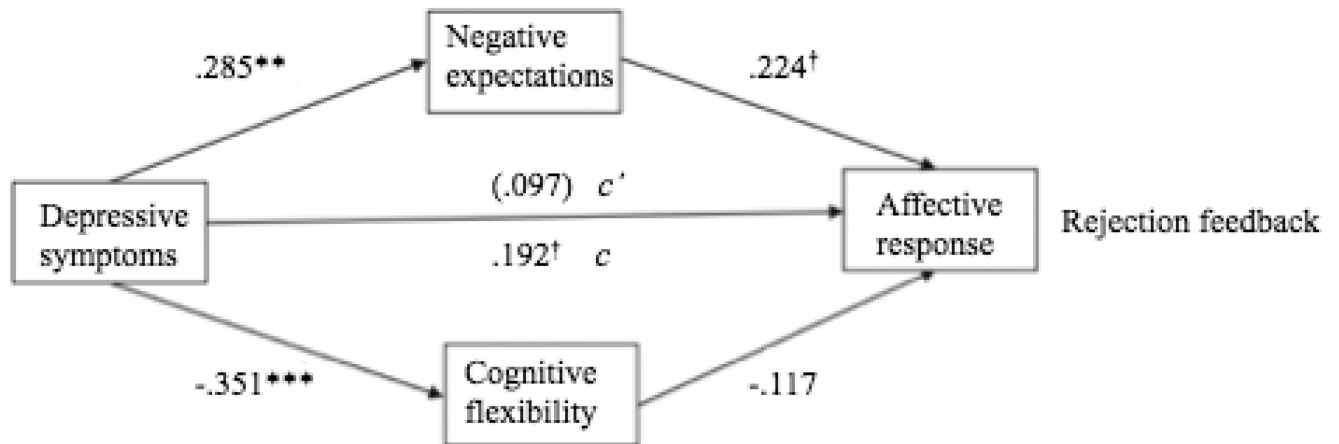 Negative
expectations
.285**
.224†
(.097) c´
Depressive
symptoms
Affective
response
Rejection feedback
.192† c
-.351***
Cognitive
flexibility
-.117